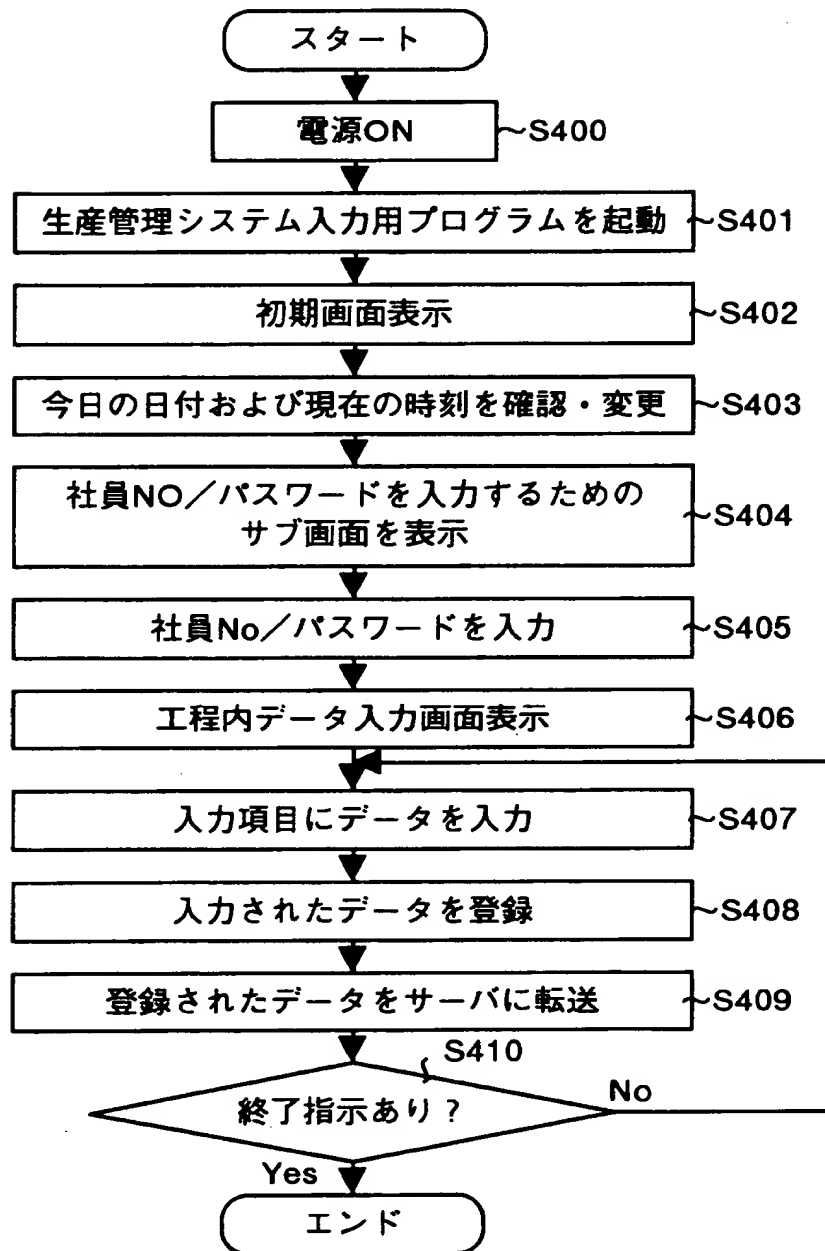 スタート
電源ON ~S400
生産管理システム入力用プログラムを起動 ~S401
初期画面表示 ~S402
今日の日付および現在の時刻を確認・変更 ~S403
社員NO/パスワードを入力するための
サブ画面を表示 ~S404
社員No/パスワードを入力 ~S405
工程内データ入力画面表示 ~S406
入力項目にデータを入力 ~S407
入力されたデータを登録 ~S408
登録されたデータをサーバに転送 ~S409
S410
終了指示あり? No
Yes
エンド